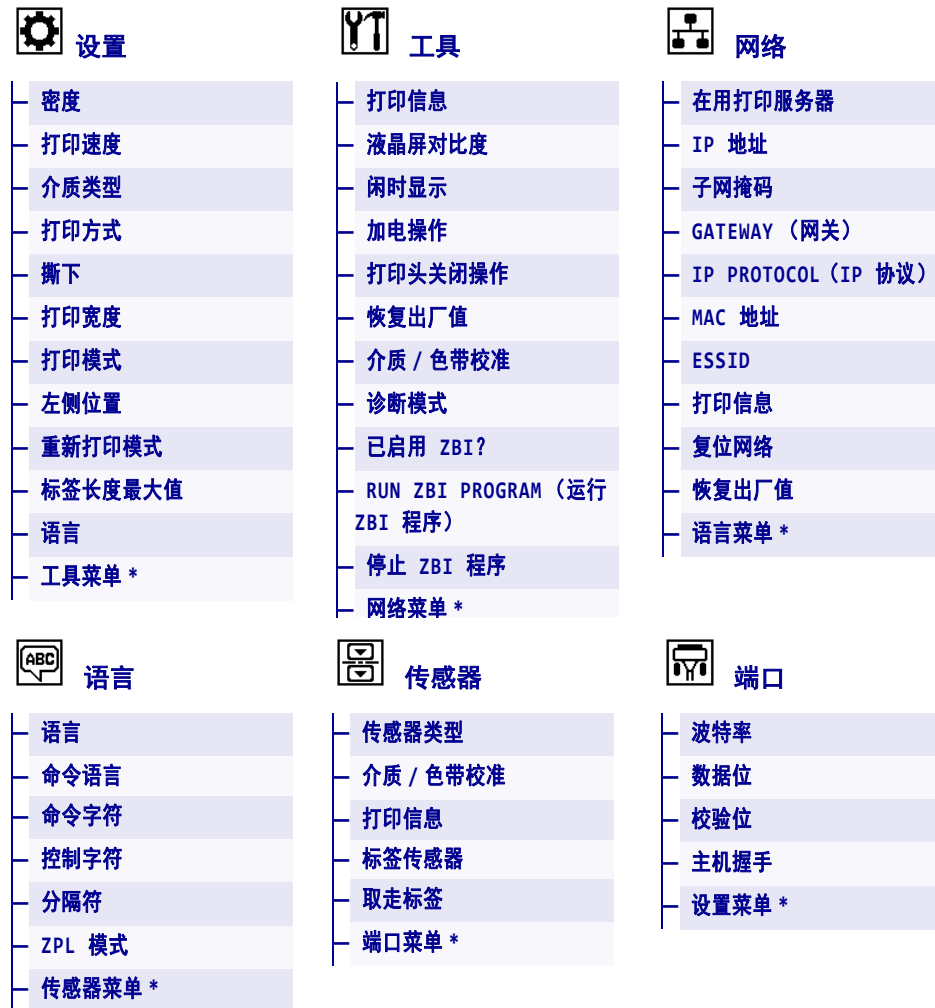 设置
密度
打印速度
介质类型
打印方式
撕下
打印宽度
打印模式
左侧位置
重新打印模式
标签长度最大值
语言
工具菜单 *
工具
打印信息
液晶屏对比度
闲时显示
加电操作
打印头关闭操作
恢复出厂值
介质 / 色带校准
诊断模式
已启用 ZBI?
RUN ZBI PROGRAM（运行
ZBI 程序）
停止 ZBI 程序
网络菜单 *
网络
在用打印服务器
IP 地址
子网掩码
GATEWAY （网关）
IP PROTOCOL（IP 协议）
MAC 地址
ESSID
打印信息
复位网络
恢复出厂值
语言菜单 *
ABC
语言
语言
命令语言
命令字符
控制字符
分隔符
ZPL 模式
传感器菜单 *
传感器
传感器类型
介质 / 色带校准
打印信息
标签传感器
取走标签
端口菜单 *
端口
波特率
数据位
校验位
主机握手
设置菜单 *